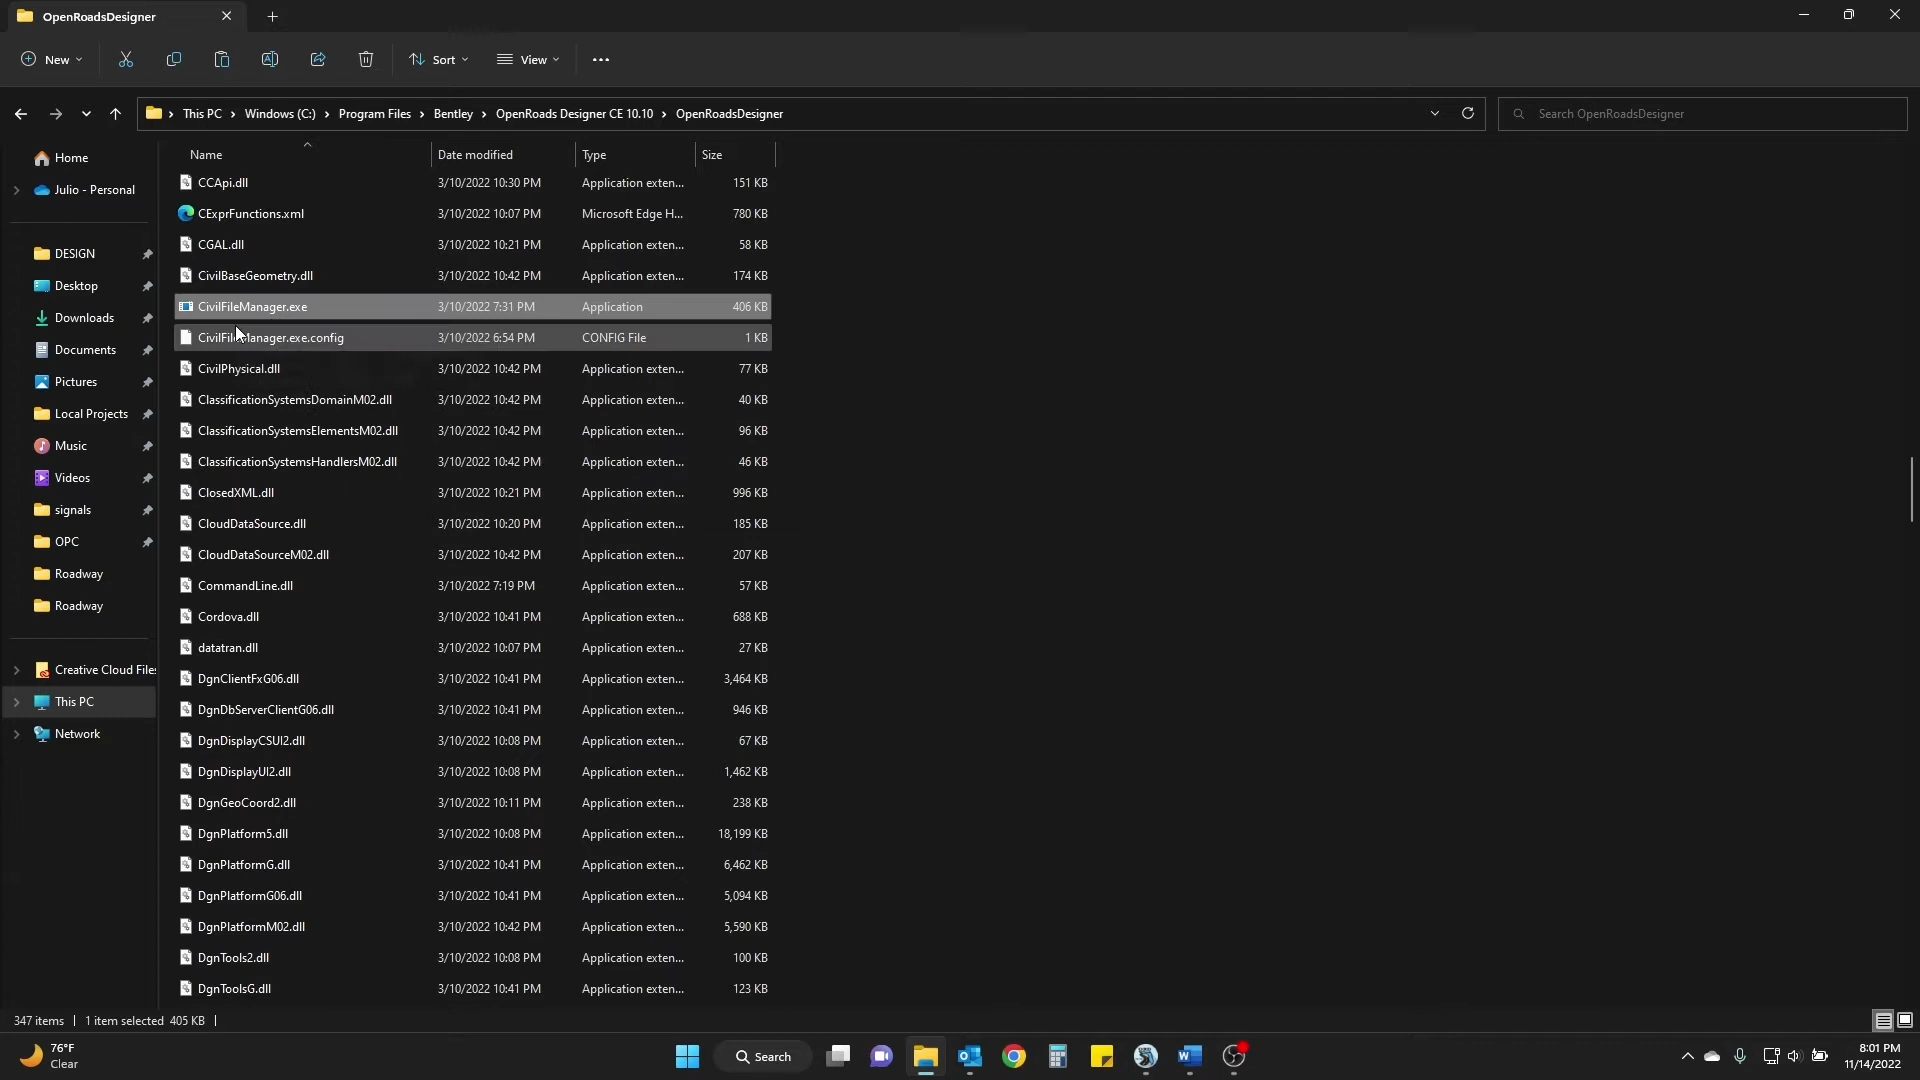 OpenRoadsDesigner
New
Sort
View
This PC > Windows (C:) > Program Files > Bentley > OpenRoads Designer CE 10.10 > OpenRoadsDesigner
Search OpenRoadsDesigner
Home
Julio - Personal
DESIGN
Desktop
Downloads
Documents
Pictures
Local Projects
Music
Videos
signals
OPC
Roadway
Roadway
Creative Cloud Files
This PC
Network
Name Date modified Type Size
CCApi.dll 3/10/2022 10:30 PM Application exten... 151 KB
CExprFunctions.xml 3/10/2022 10:07 PM Microsoft Edge H... 780 KB
CGAL.dll 3/10/2022 10:21 PM Application exten... 58 KB
CivilBaseGeometry.dll 3/10/2022 10:42 PM Application exten... 174 KB
CivilFileManager.exe 3/10/2022 7:31 PM Application 406 KB
CivilFileManager.exe.config 3/10/2022 6:54 PM CONFIG File 1 KB
CivilPhysical.dll 3/10/2022 10:42 PM Application exten... 77 KB
ClassificationSystemsDomainM02.dll 3/10/2022 10:42 PM Application exten... 40 KB
ClassificationSystemsElementsM02.dll 3/10/2022 10:42 PM Application exten... 96 KB
ClassificationSystemsHandlersM02.dll 3/10/2022 10:42 PM Application exten... 46 KB
ClosedXML.dll 3/10/2022 10:21 PM Application exten... 996 KB
CloudDataSource.dll 3/10/2022 10:20 PM Application exten... 185 KB
CloudDataSourceM02.dll 3/10/2022 10:42 PM Application exten... 207 KB
CommandLine.dll 3/10/2022 7:19 PM Application exten... 57 KB
Cordova.dll 3/10/2022 10:41 PM Application exten... 688 KB
datatran.dll 3/10/2022 10:07 PM Application exten... 27 KB
DgnClientFxG06.dll 3/10/2022 10:41 PM Application exten... 3,464 KB
DgnDbServerClientG06.dll 3/10/2022 10:41 PM Application exten... 946 KB
DgnDisplayCSUI2.dll 3/10/2022 10:08 PM Application exten... 67 KB
DgnDisplayUI2.dll 3/10/2022 10:08 PM Application exten... 1,462 KB
DgnGeoCoord2.dll 3/10/2022 10:11 PM Application exten... 238 KB
DgnPlatform5.dll 3/10/2022 10:08 PM Application exten... 18,199 KB
DgnPlatformG.dll 3/10/2022 10:41 PM Application exten... 6,462 KB
DgnPlatformG06.dll 3/10/2022 10:41 PM Application exten... 5,094 KB
DgnPlatformM02.dll 3/10/2022 10:42 PM Application exten... 5,590 KB
DgnTools2.dll 3/10/2022 10:08 PM Application exten... 100 KB
DgnToolsG.dll 3/10/2022 10:41 PM Application exten... 123 KB
347 items | 1 item selected 405 KB |
76°F
Clear
Search
8:01 PM
11/14/2022